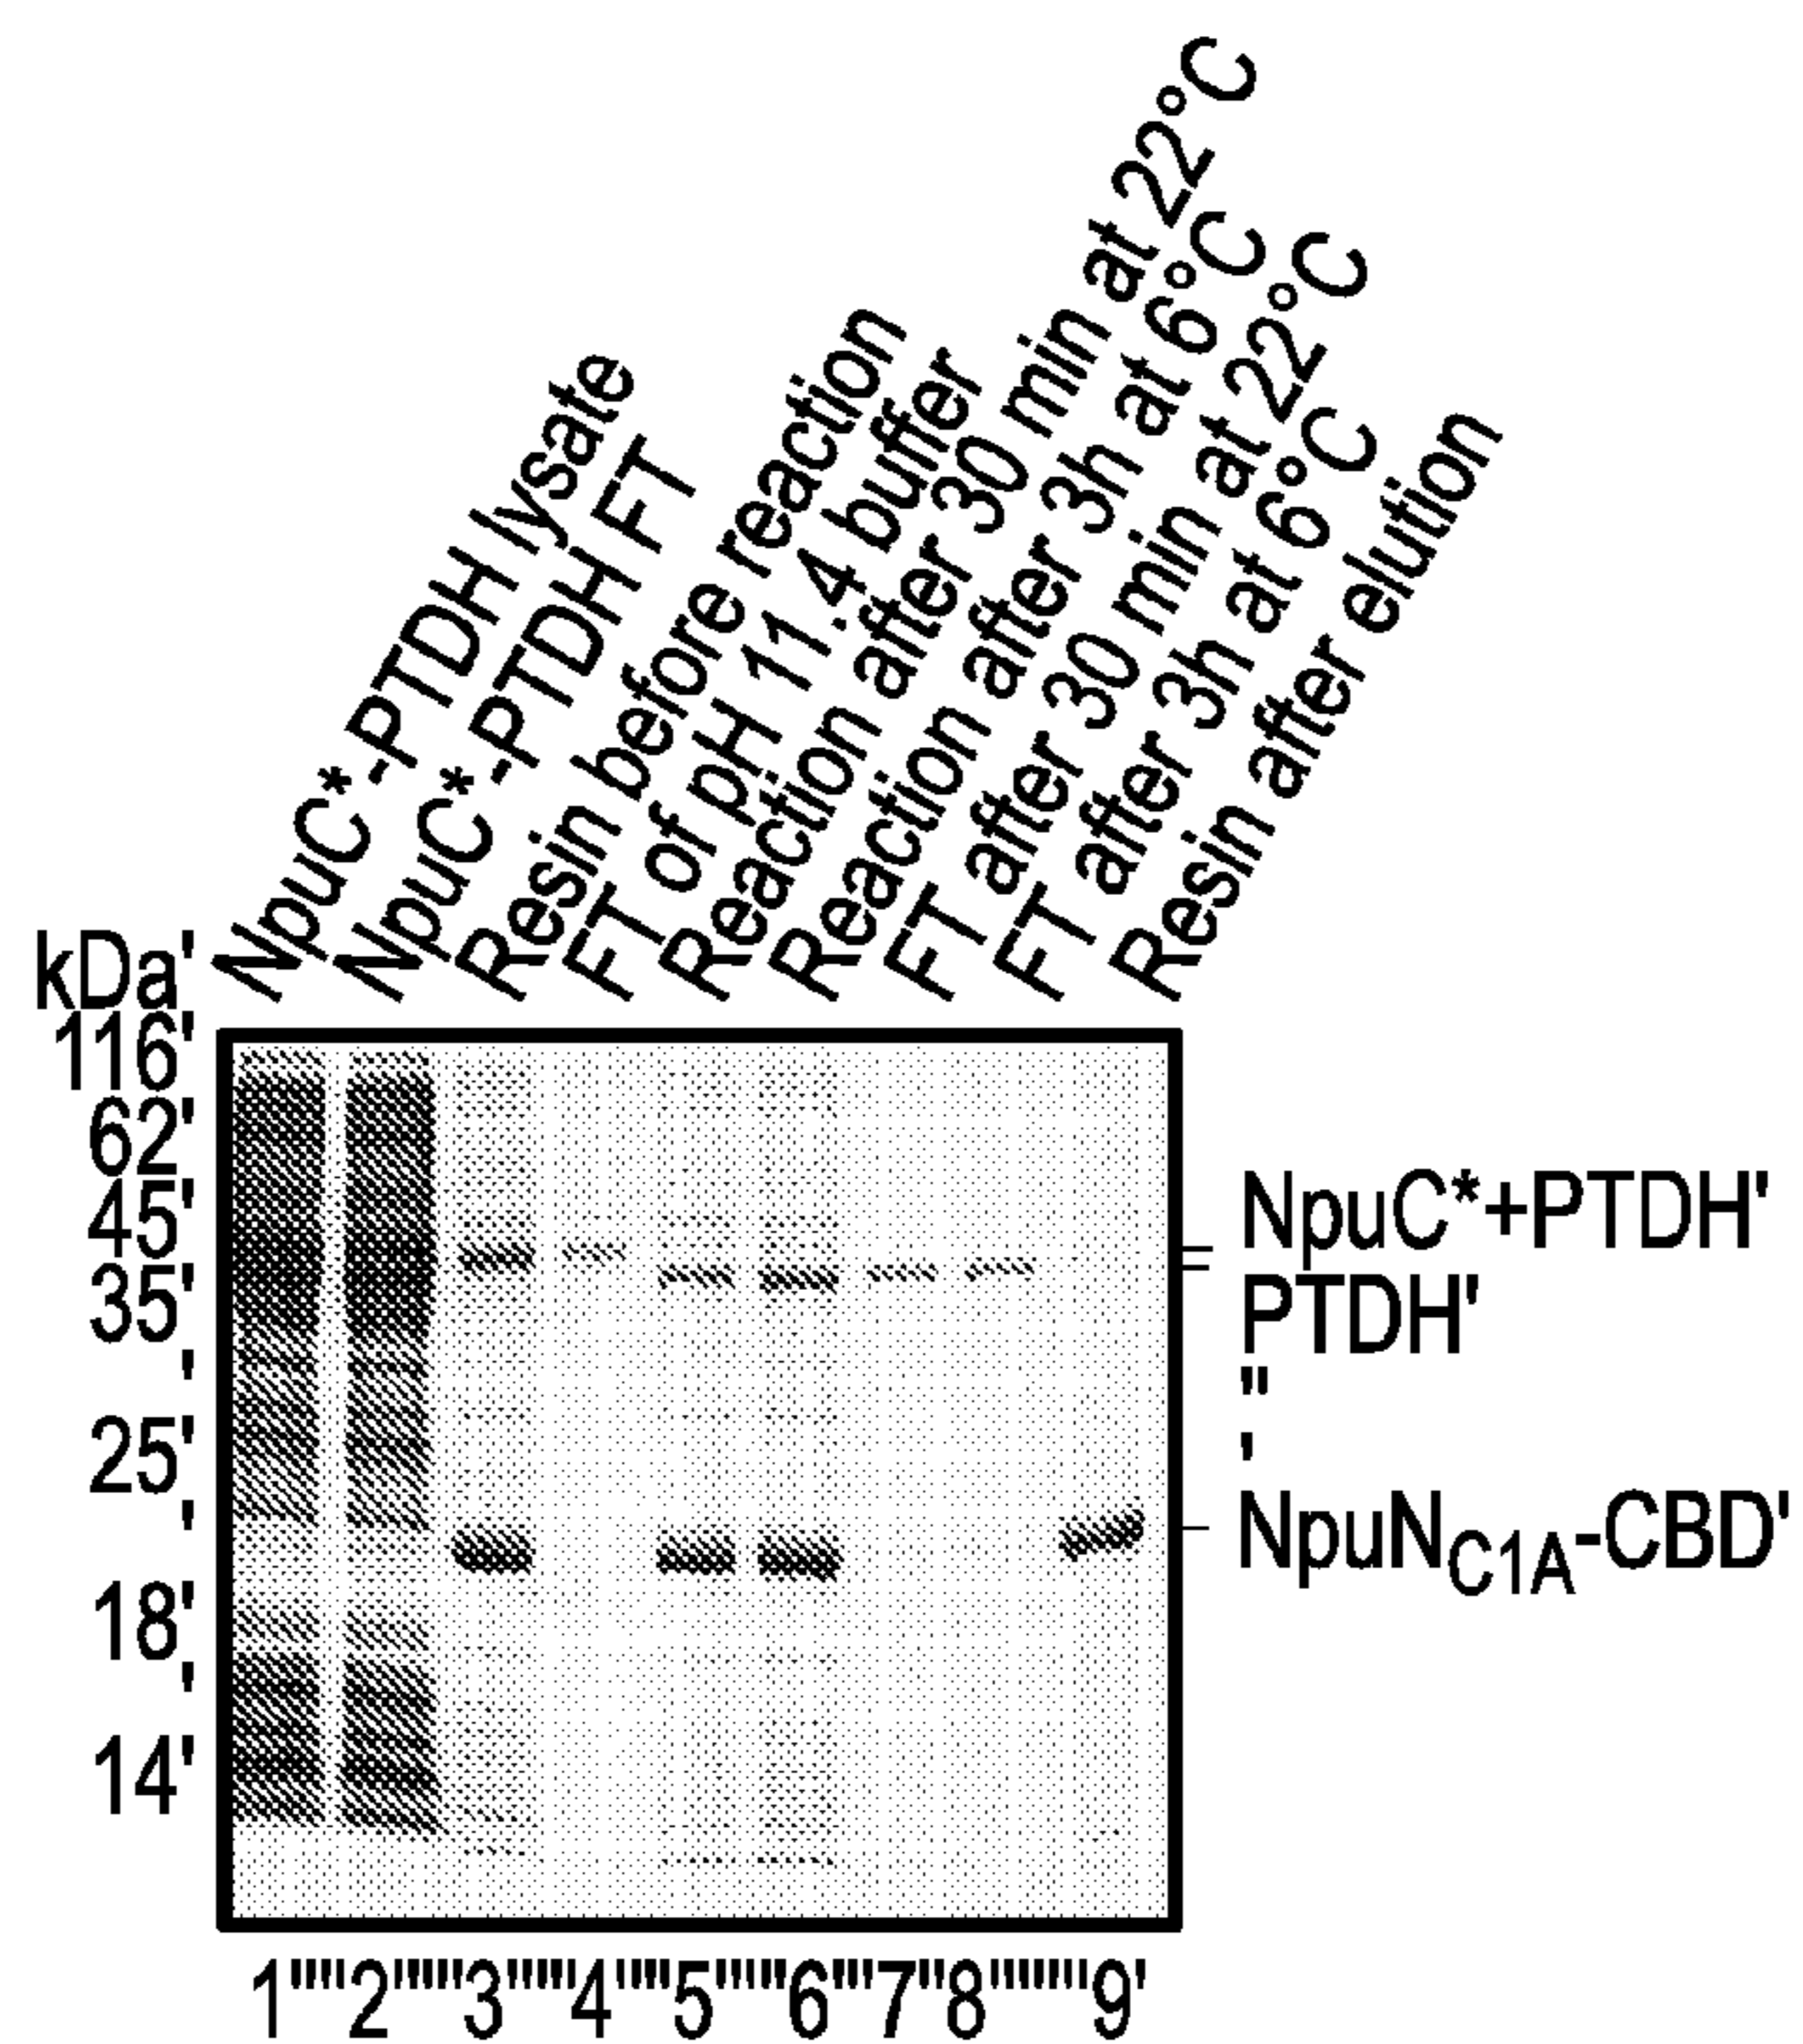 NpuC*-PTDH lysate
NpuC*-PTDH FT
Resin before reaction
FT of pH 11.4 buffer
Reaction after 30 min at 22°C
Reaction after 3h at 6°C
FT after 30 min at 22°C
FT after 3h at 6°C
Resin after elution
kDa'
116'
62'
45'
35'
'
25'
'
18'
'
14'
NpuC*+PTDH'
PTDH'
"
'
NpuNC1A-CBD'
1""'2"""3""''4""'5""''6"''7"'8""""'9'